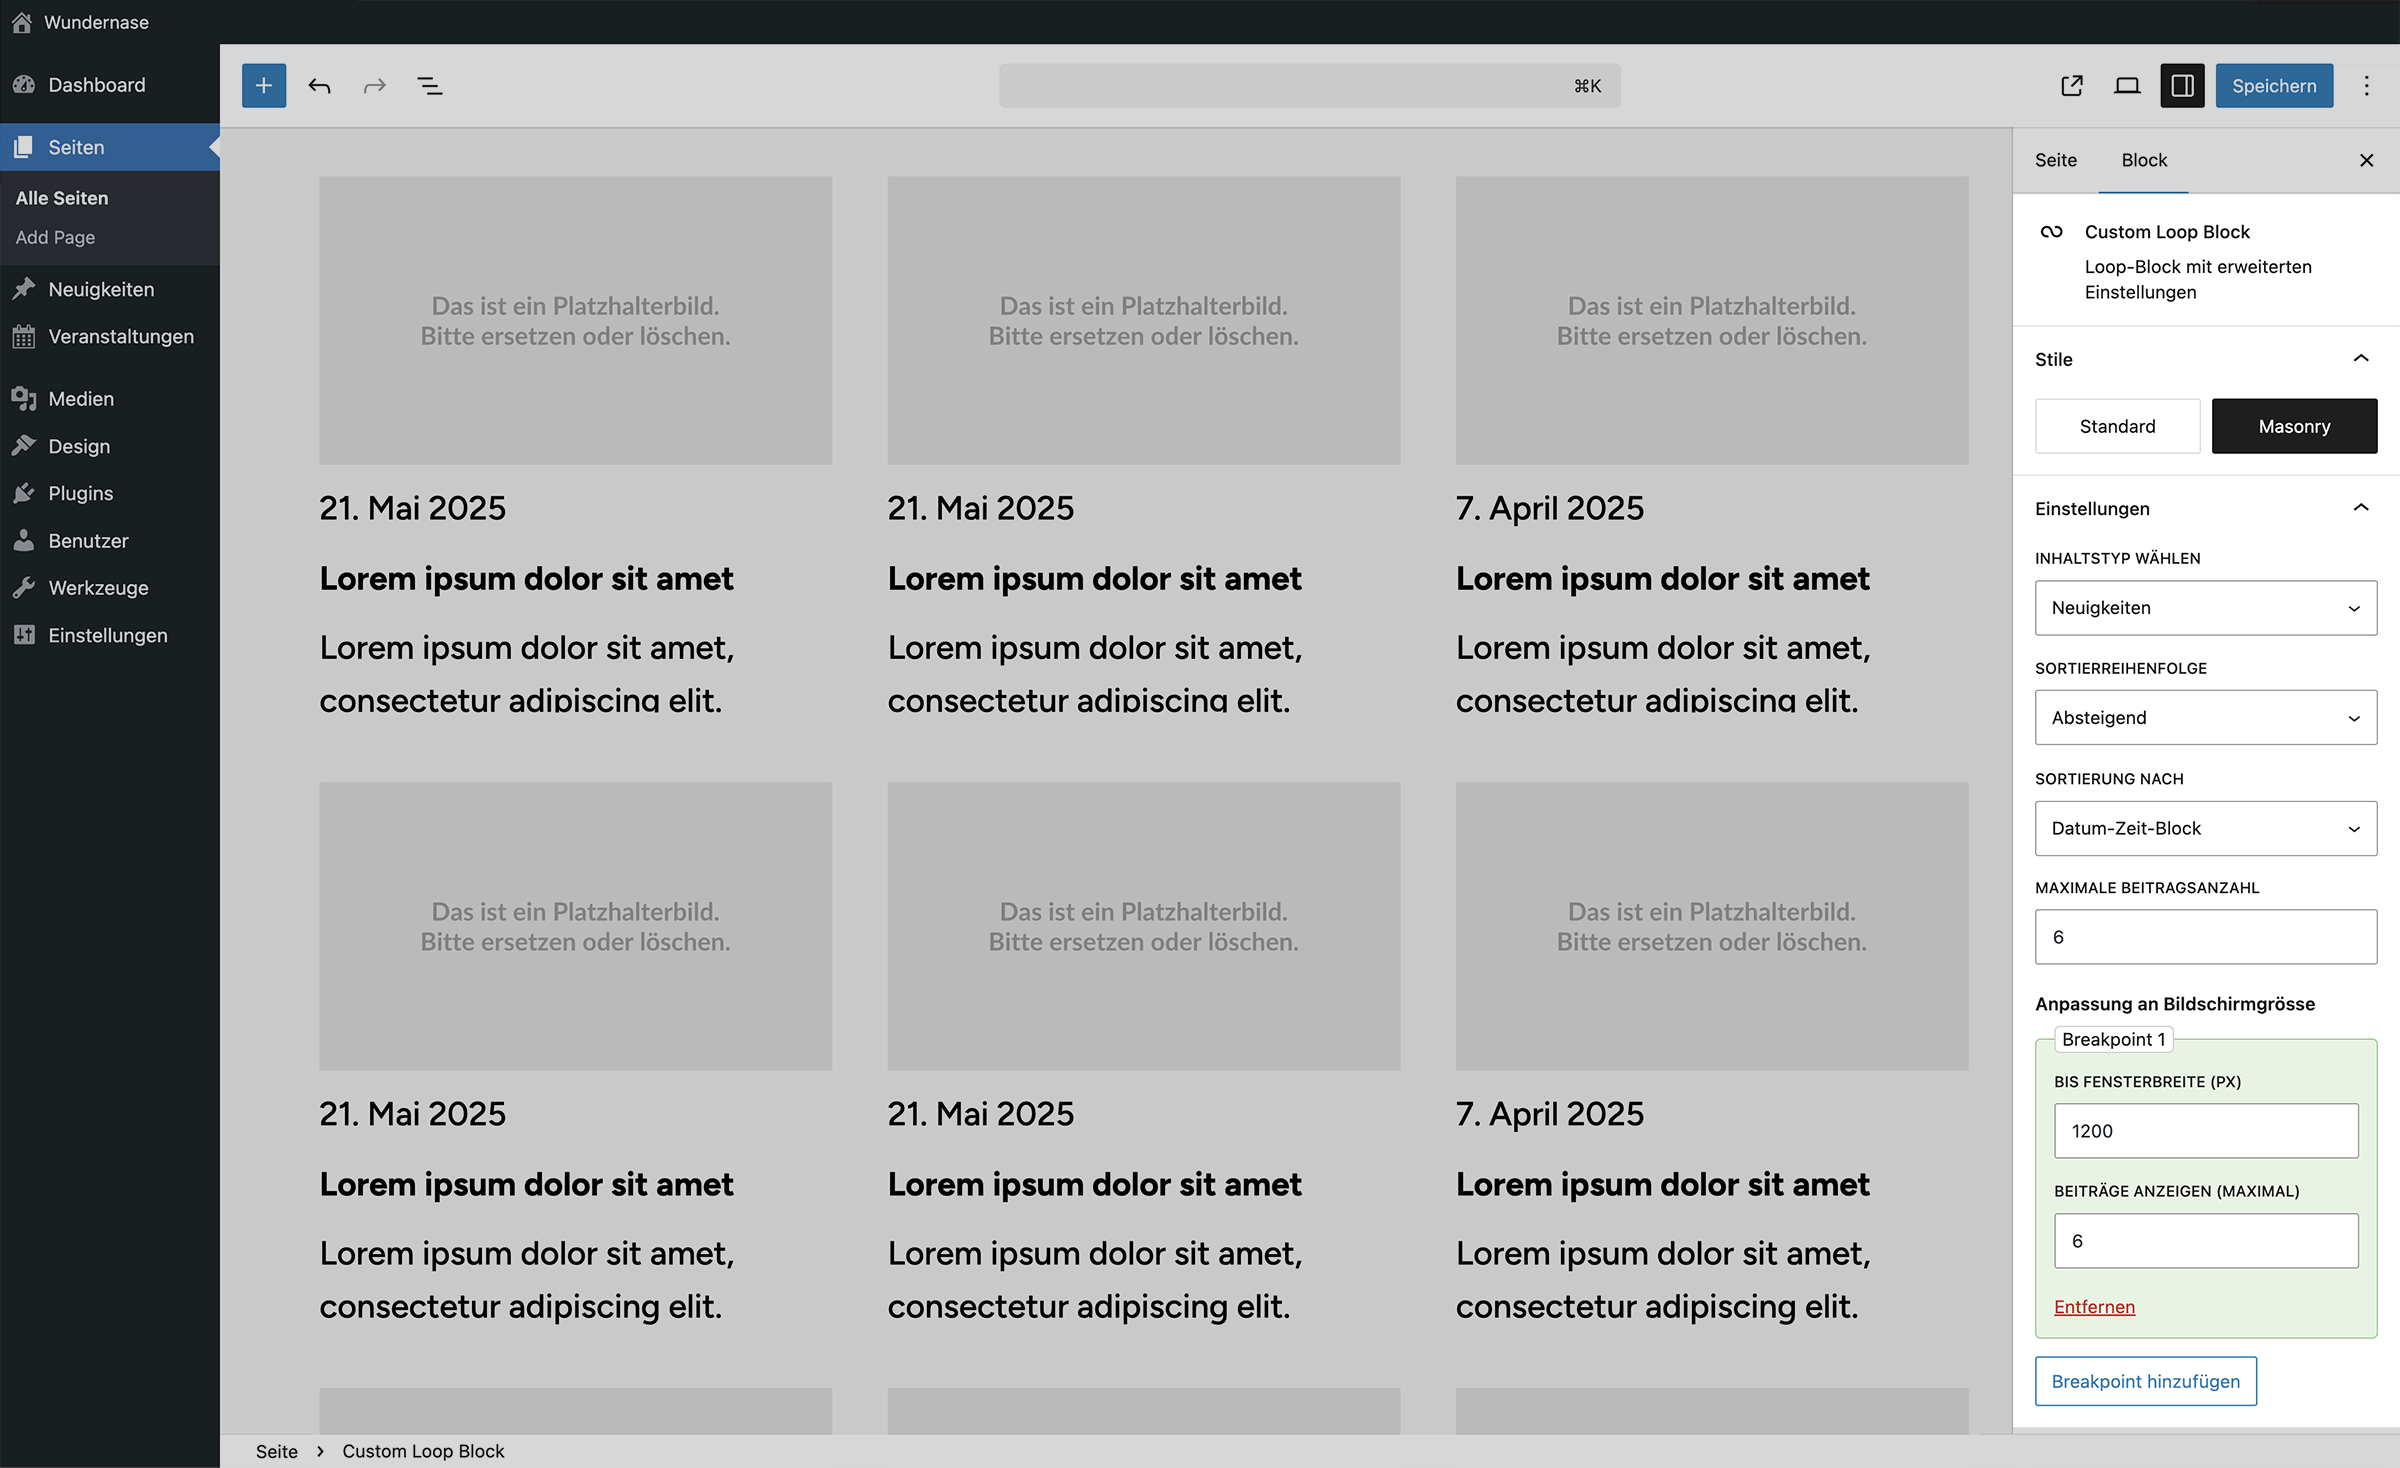 Wundernase
Dashboard
Seiten
Alle Seiten
Add Page
Neuigkeiten
Veranstaltungen
Medien
Design
Plugins
Benutzer
Werkzeuge
Einstellungen
⌘K
Speichern
Das ist ein Platzhalterbild.
Bitte ersetzen oder löschen.
21. Mai 2025
Lorem ipsum dolor sit amet
Lorem ipsum dolor sit amet,
consectetur adipiscing elit.
Das ist ein Platzhalterbild.
Bitte ersetzen oder löschen.
21. Mai 2025
Lorem ipsum dolor sit amet
Lorem ipsum dolor sit amet,
consectetur adipiscing elit.
Das ist ein Platzhalterbild.
Bitte ersetzen oder löschen.
7. April 2025
Lorem ipsum dolor sit amet
Lorem ipsum dolor sit amet,
consectetur adipiscing elit.
Das ist ein Platzhalterbild.
Bitte ersetzen oder löschen.
21. Mai 2025
Lorem ipsum dolor sit amet
Lorem ipsum dolor sit amet,
consectetur adipiscing elit.
Das ist ein Platzhalterbild.
Bitte ersetzen oder löschen.
21. Mai 2025
Lorem ipsum dolor sit amet
Lorem ipsum dolor sit amet,
consectetur adipiscing elit.
Das ist ein Platzhalterbild.
Bitte ersetzen oder löschen.
7. April 2025
Lorem ipsum dolor sit amet
Lorem ipsum dolor sit amet,
consectetur adipiscing elit.
Seite Block
Custom Loop Block
Loop-Block mit erweiterten
Einstellungen
Stile
Standard
Masonry
Einstellungen
INHALTSTYP WÄHLEN
Neuigkeiten
SORTIERREIHENFOLGE
Absteigend
SORTIERUNG NACH
Datum-Zeit-Block
MAXIMALE BEITRAGSANZAHL
6
Anpassung an Bildschirmgrösse
Breakpoint 1
BIS FENSTERBREITE (PX)
1200
BEITRÄGE ANZEIGEN (MAXIMAL)
6
Entfernen
Breakpoint hinzufügen
Seite › Custom Loop Block